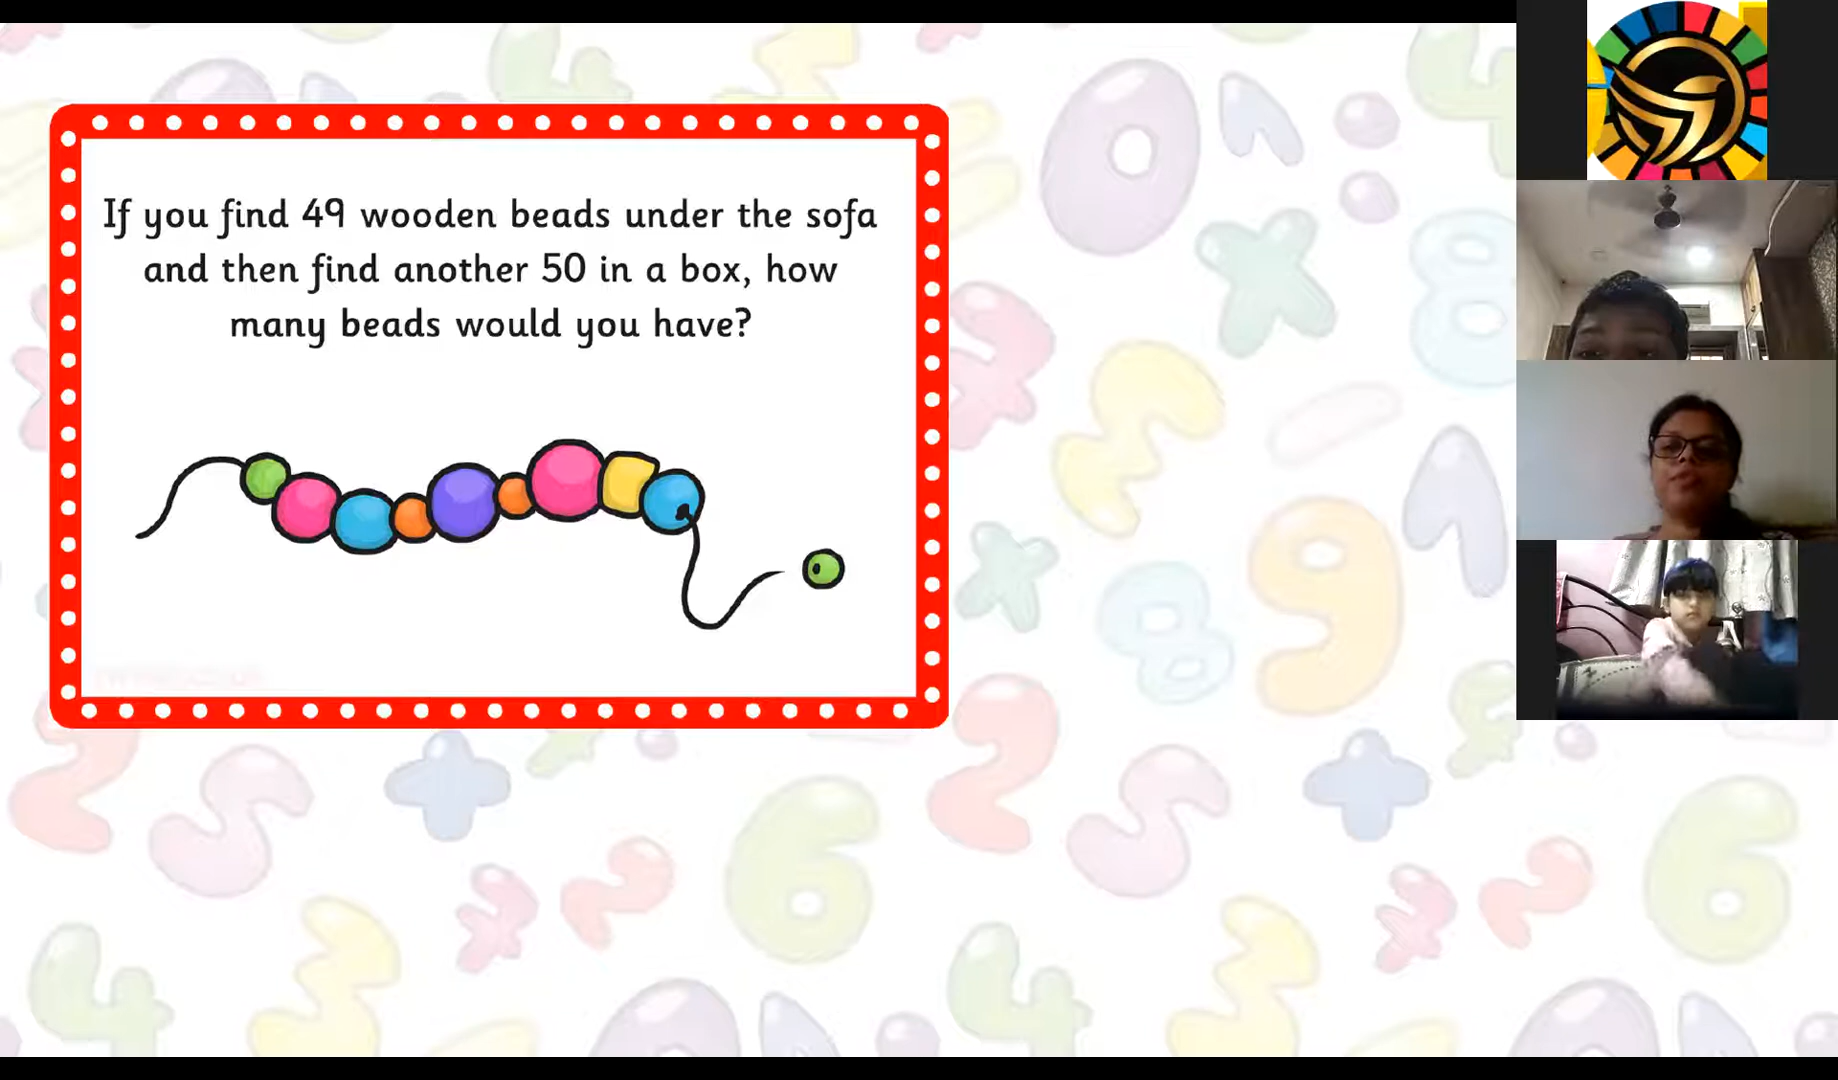 If you find 49 wooden beads under the sofa
and then find another 50 in a box, how
many beads would you have?